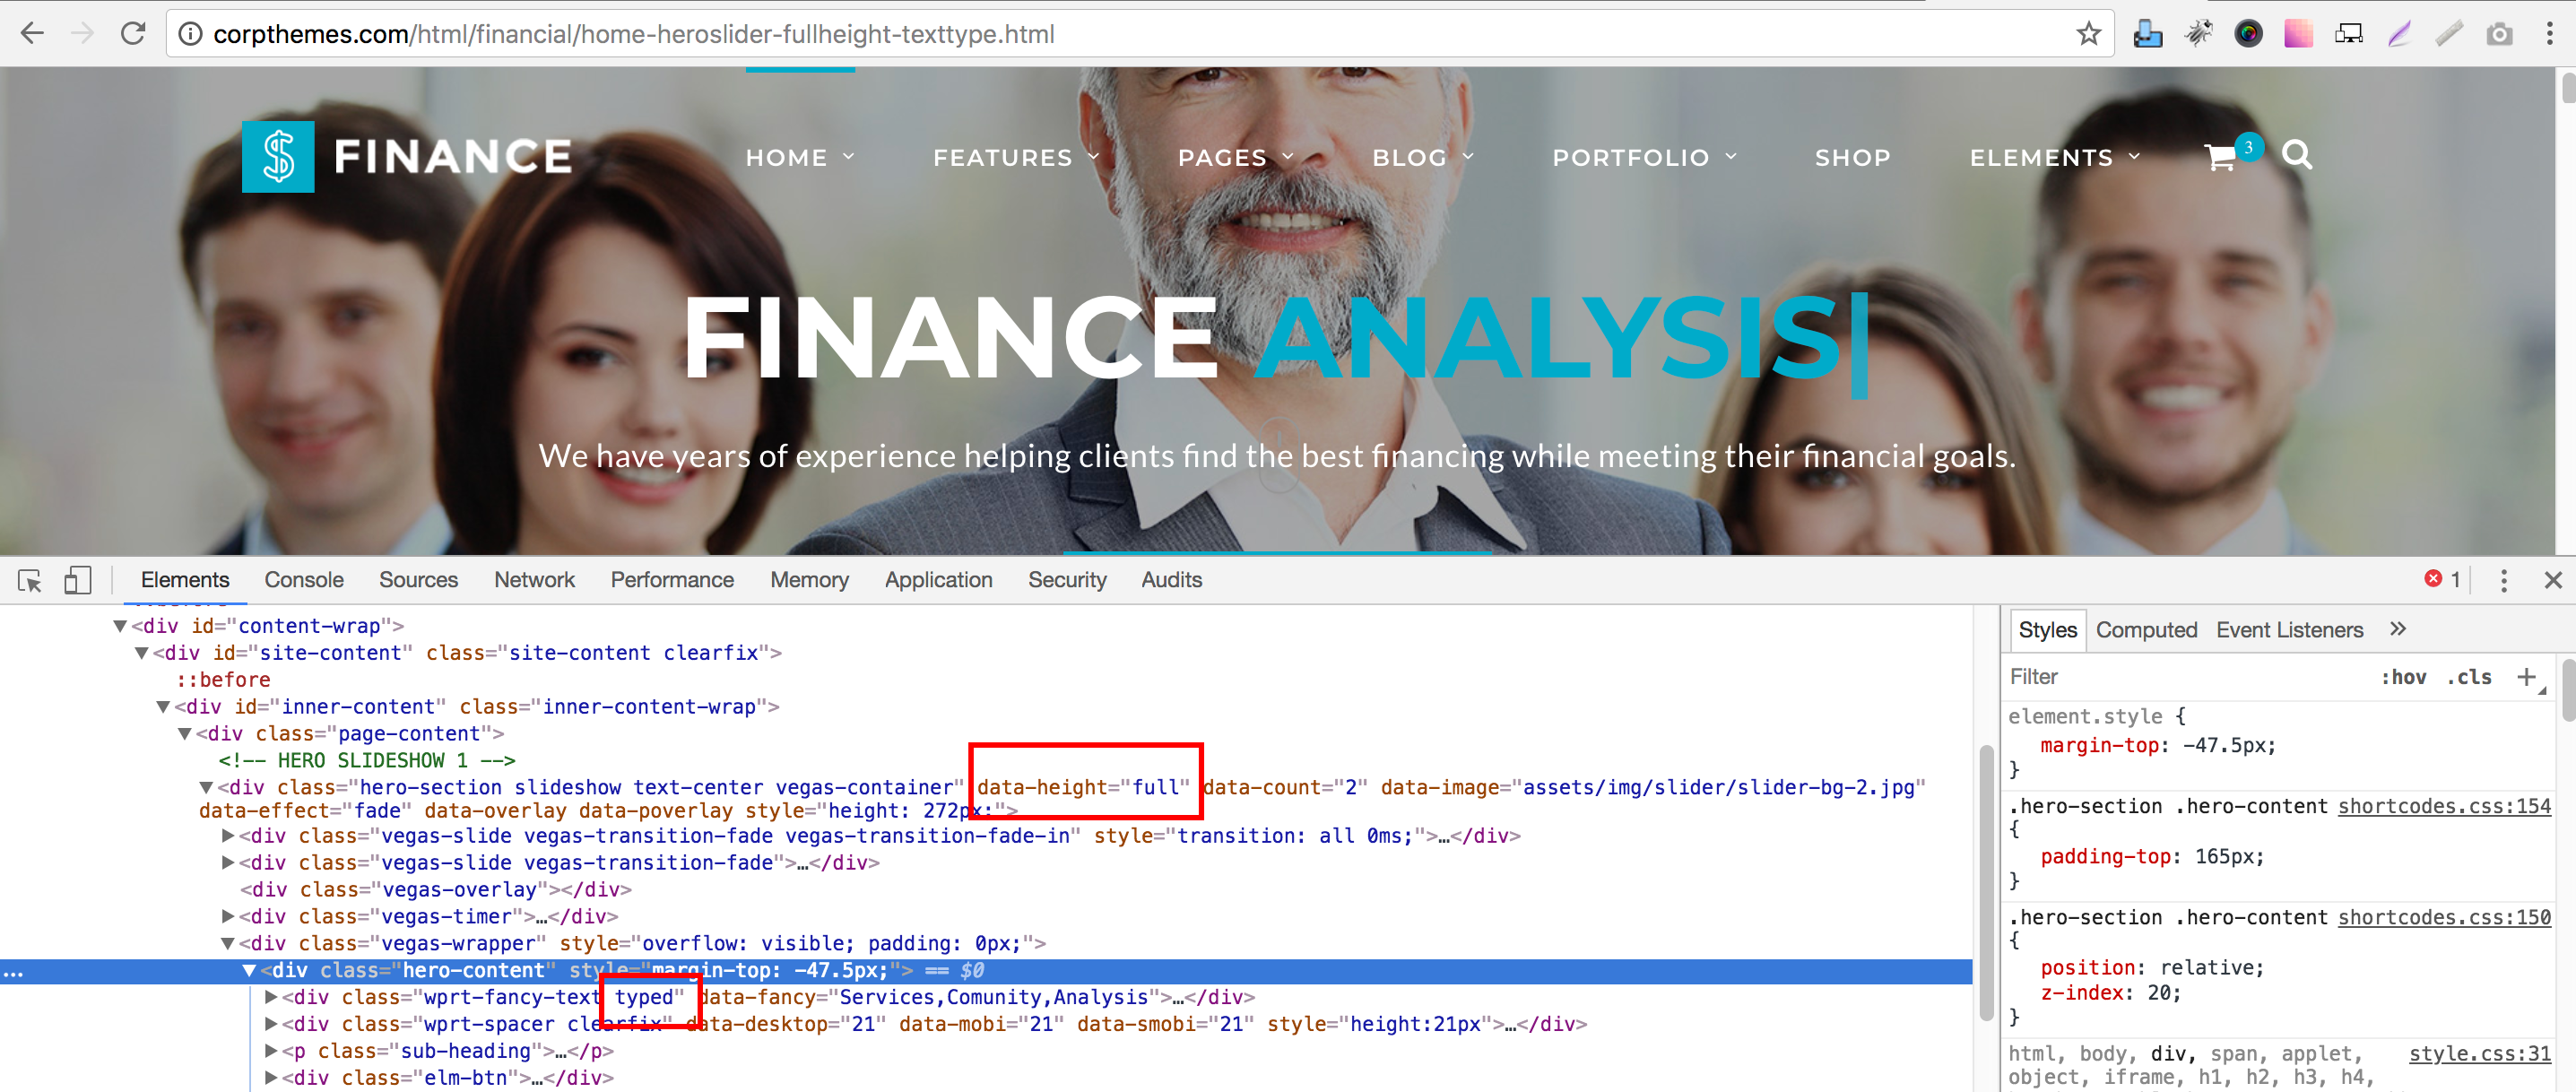 corpthemes.com/html/financial/home-heroslider-fullheight-texttype.html
FINANCE
HOME FEATURES PAGES BLOG PORTFOLIO SHOP ELEMENTS 3
FINANCE ANALYSIS|
We have years of experience helping clients find the best financing while meeting their financial goals.
Elements Console Sources Network Performance Memory Application Security Audits 1
<div id="content-wrap">
<div id="site-content" class="site-content clearfix">
::before
<div id="inner-content" class="inner-content-wrap">
<div class="page-content">
<!-- HERO SLIDESHOW 1 -->
<div class="hero-section slideshow text-center vegas-container" data-height="full" data-count="2" data-image="assets/img/slider/slider-bg-2.jpg"
data-effect="fade" data-overlay data-poverlay style="height: 272px;">
<div class="vegas-slide vegas-transition-fade vegas-transition-fade-in" style="transition: all 0ms;">…</div>
<div class="vegas-slide vegas-transition-fade">…</div>
<div class="vegas-overlay"></div>
<div class="vegas-timer">…</div>
<div class="vegas-wrapper" style="overflow: visible; padding: 0px;">
... <div class="hero-content" style="margin-top: -47.5px;"> == $0
<div class="wprt-fancy-text typed" data-fancy="Services,Comunity,Analysis">…</div>
<div class="wprt-spacer clearfix" data-desktop="21" data-mobi="21" data-smobi="21" style="height:21px">…</div>
<p class="sub-heading">…</p>
<div class="elm-btn">…</div>
Styles Computed Event Listeners »
Filter :hov .cls +
element.style {
margin-top: -47.5px;
}
.hero-section .hero-content shortcodes.css:154
{
padding-top: 165px;
}
.hero-section .hero-content shortcodes.css:150
{
position: relative;
z-index: 20;
}
html, body, div, span, applet, style.css:31
object, iframe, h1, h2, h3, h4,